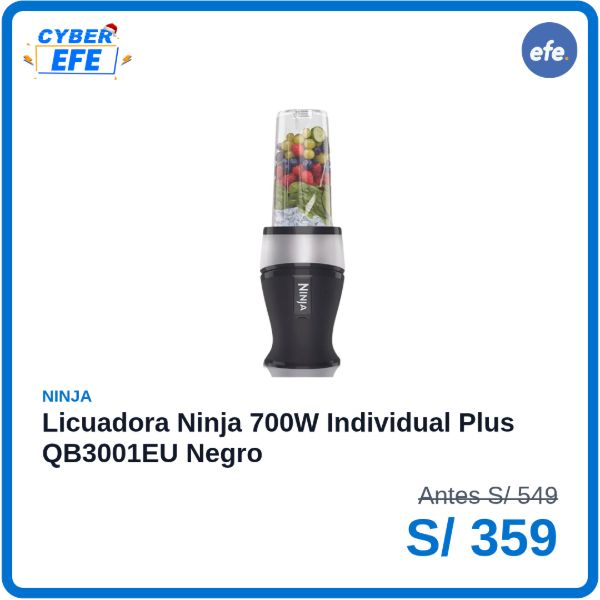 CYBER
EFE
efe.
NINJA
NINJA
Licuadora Ninja 700W Individual Plus
QB3001EU Negro
Antes S/ 549
S/ 359